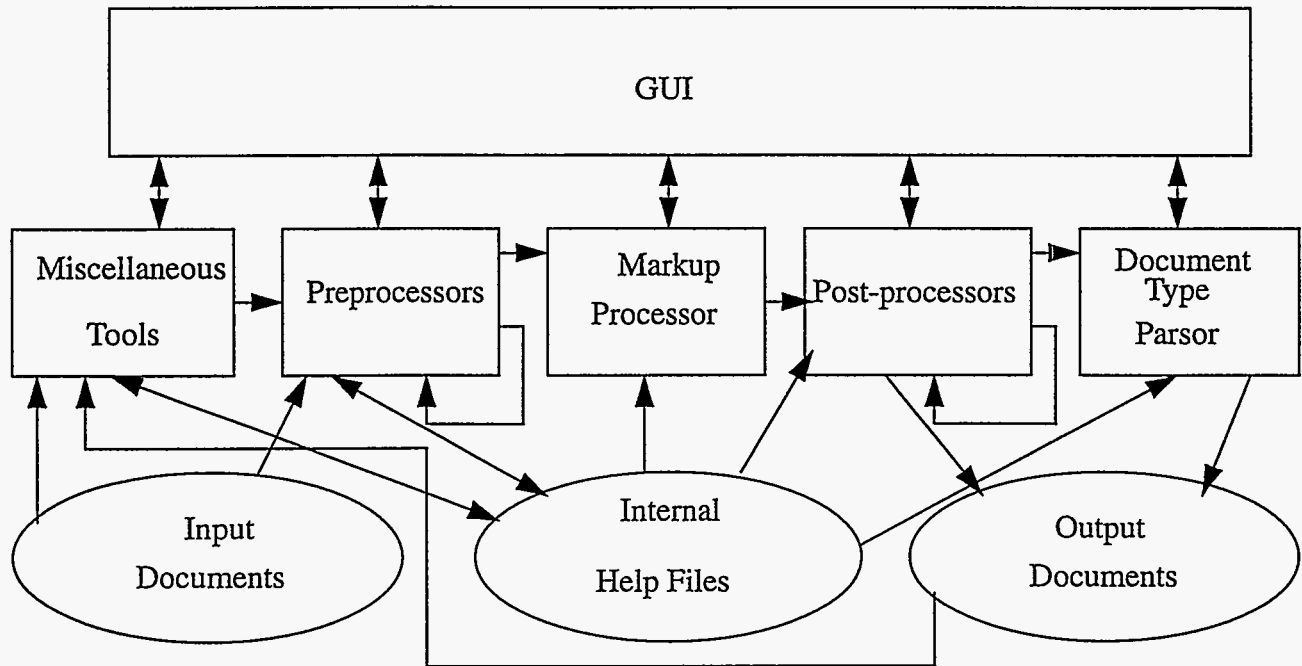 GUI
Miscellaneous
Tools
Preprocessors
Markup
Processor
Post-processors
Document
Type
Parsor
Input
Documents
Internal
Help Files
Output
Documents